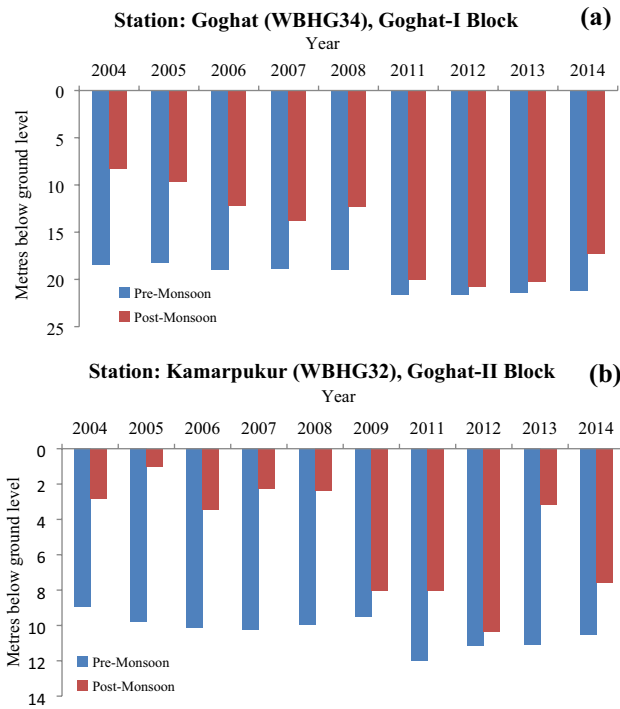 Station: Goghat (WBHG34), Goghat-I Block
(a)
Year
2004 2005 2006 2007 2008 2011 2012 2013 2014
Metres below ground level
0
5
10
15
20
25
Pre-Monsoon
Post-Monsoon
Station: Kamarpukur (WBHG32), Goghat-II Block
(b)
Year
2004 2005 2006 2007 2008 2009 2011 2012 2013 2014
Metres below ground level
0
2
4
6
8
10
12
14
Pre-Monsoon
Post-Monsoon